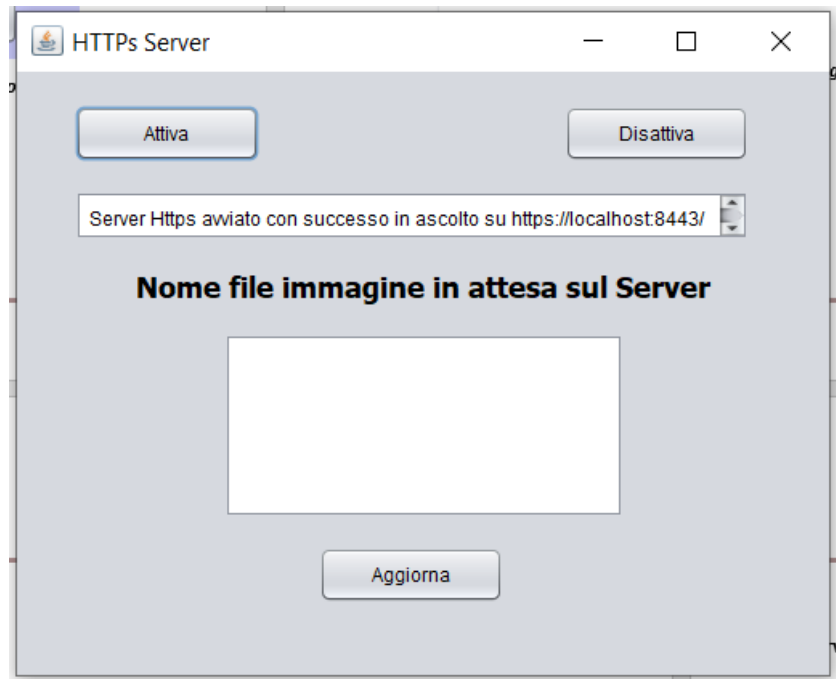 HTTPs Server
Attiva
Disattiva
Server Https avviato con successo in ascolto su https://localhost:8443/
Nome file immagine in attesa sul Server
Aggiorna